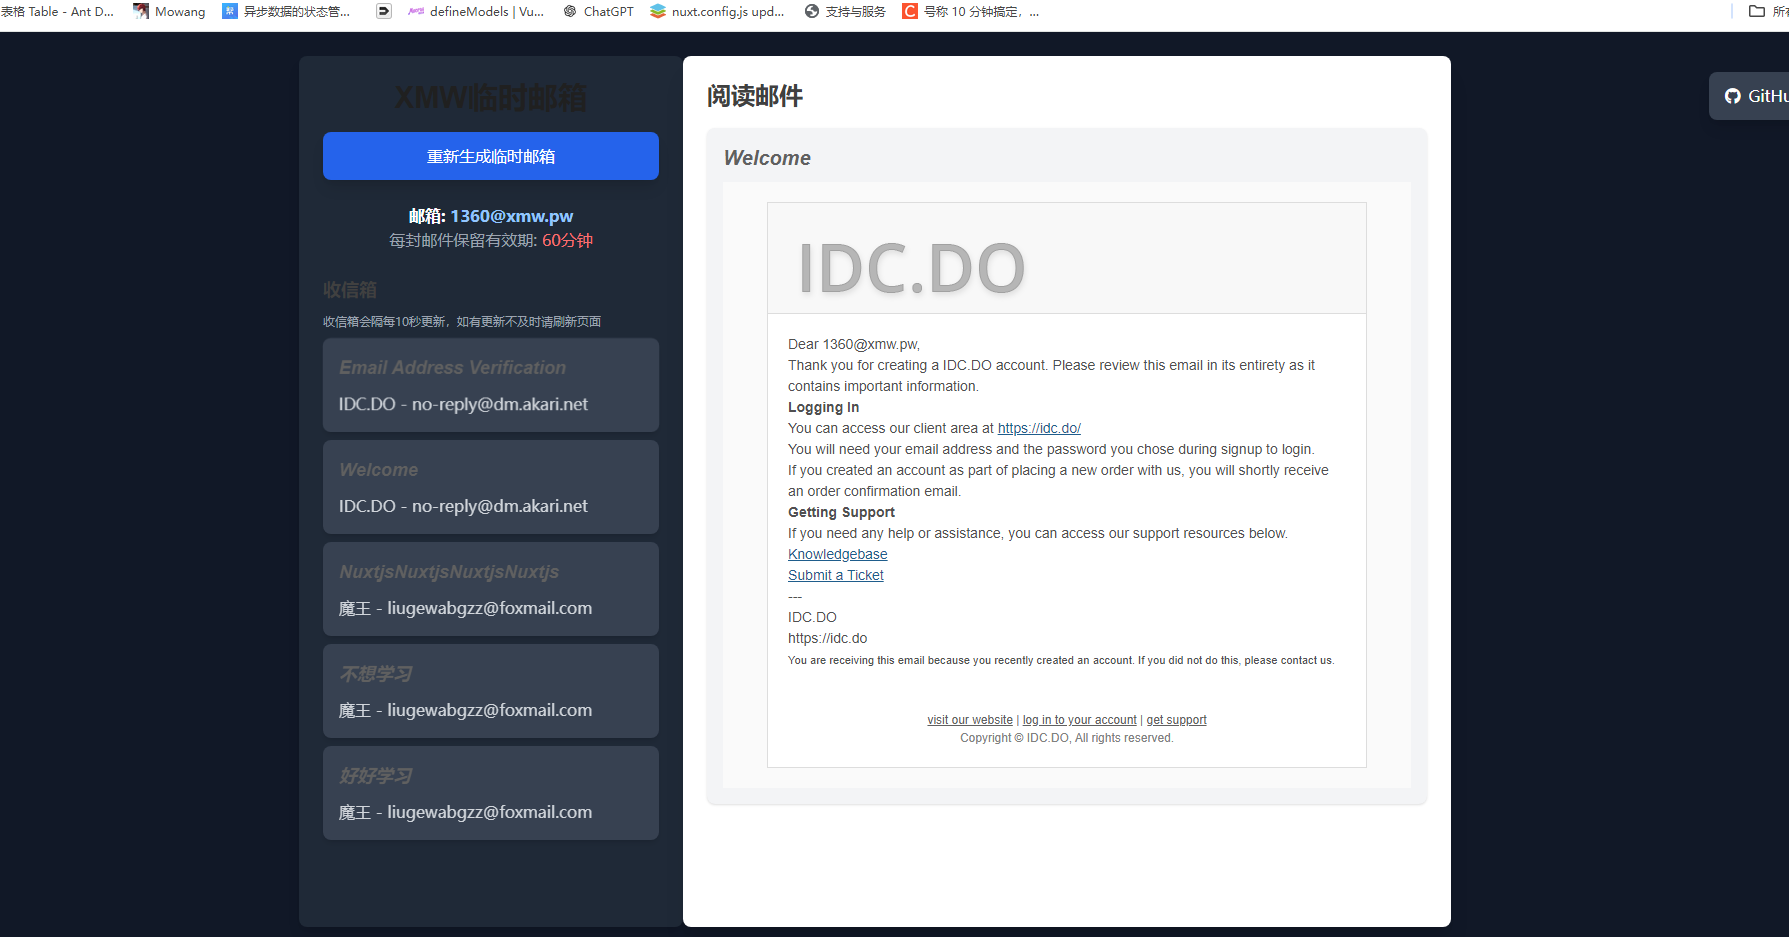 表格 Table - Ant D...
Mowang
异步数据的状态管...
defineModels | Vu...
ChatGPT
nuxt.config.js upd...
支持与服务
号称 10 分钟搞定，...
所
XMW临时邮箱
重新生成临时邮箱
邮箱: 1360@xmw.pw
每封邮件保留有效期: 60分钟
收信箱
收信箱会隔每10秒更新，如有更新不及时请刷新页面
Email Address Verification
IDC.DO - no-reply@dm.akari.net
Welcome
IDC.DO - no-reply@dm.akari.net
NuxtjsNuxtjsNuxtjsNuxtjs
魔王 - liugewabgzz@foxmail.com
不想学习
魔王 - liugewabgzz@foxmail.com
好好学习
魔王 - liugewabgzz@foxmail.com
阅读邮件
Welcome
IDC.DO
Dear 1360@xmw.pw,
Thank you for creating a IDC.DO account. Please review this email in its entirety as it
contains important information.
Logging In
You can access our client area at https://idc.do/
You will need your email address and the password you chose during signup to login.
If you created an account as part of placing a new order with us, you will shortly receive
an order confirmation email.
Getting Support
If you need any help or assistance, you can access our support resources below.
Knowledgebase
Submit a Ticket
---
IDC.DO
https://idc.do
You are receiving this email because you recently created an account. If you did not do this, please contact us.
visit our website | log in to your account | get support
Copyright © IDC.DO, All rights reserved.
GitHu